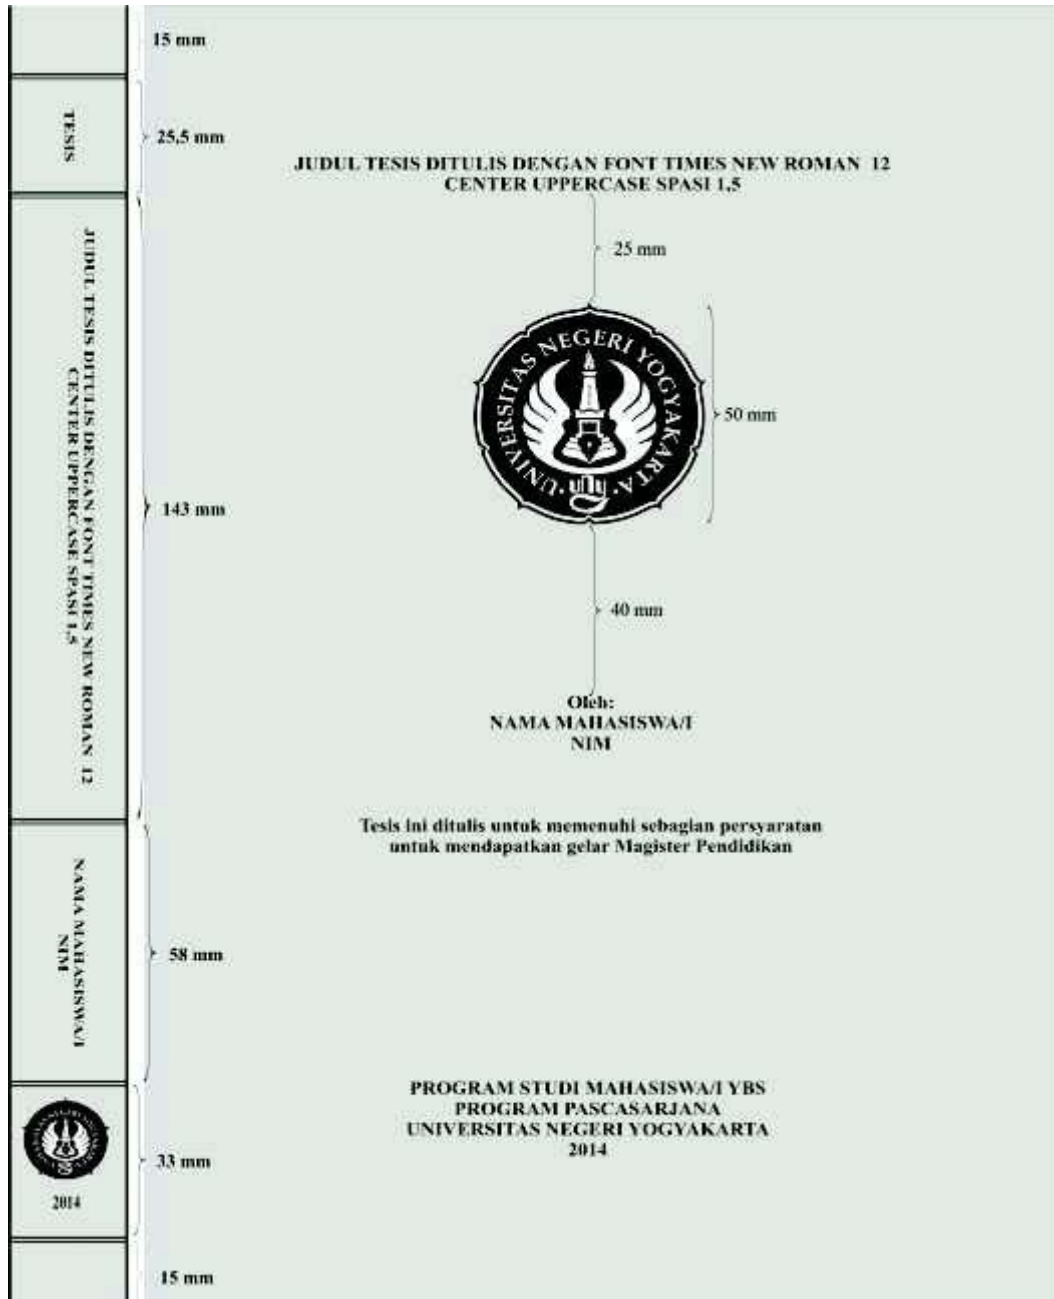 15 mm
TESIS
25,5 mm
JUDUL TESIS DITULIS DENGAN FONT TIMES NEW ROMAN 12
CENTER UPPERCASE SPASI 1,5
143 mm
NAMA MAHASISWA/I
NIM
58 mm
UNIVERSITAS NEGERI YOGYAKARTA
2014
33 mm
15 mm
JUDUL TESIS DITULIS DENGAN FONT TIMES NEW ROMAN 12
CENTER UPPERCASE SPASI 1,5
25 mm
UNIVERSITAS NEGERI YOGYAKARTA
uny
50 mm
40 mm
Oleh:
NAMA MAHASISWA/I
NIM
Tesis ini ditulis untuk memenuhi sebagian persyaratan
untuk mendapatkan gelar Magister Pendidikan
PROGRAM STUDI MAHASISWA/I YBS
PROGRAM PASCASARJANA
UNIVERSITAS NEGERI YOGYAKARTA
2014